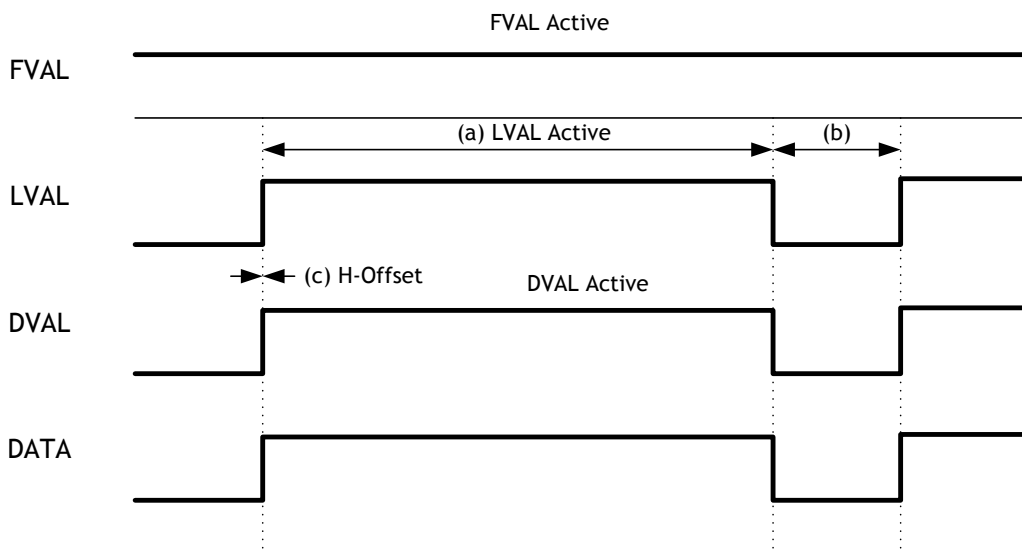 FVAL Active
FVAL
(a) LVAL Active
(b)
LVAL
(c) H-Offset
DVAL Active
DVAL
DATA